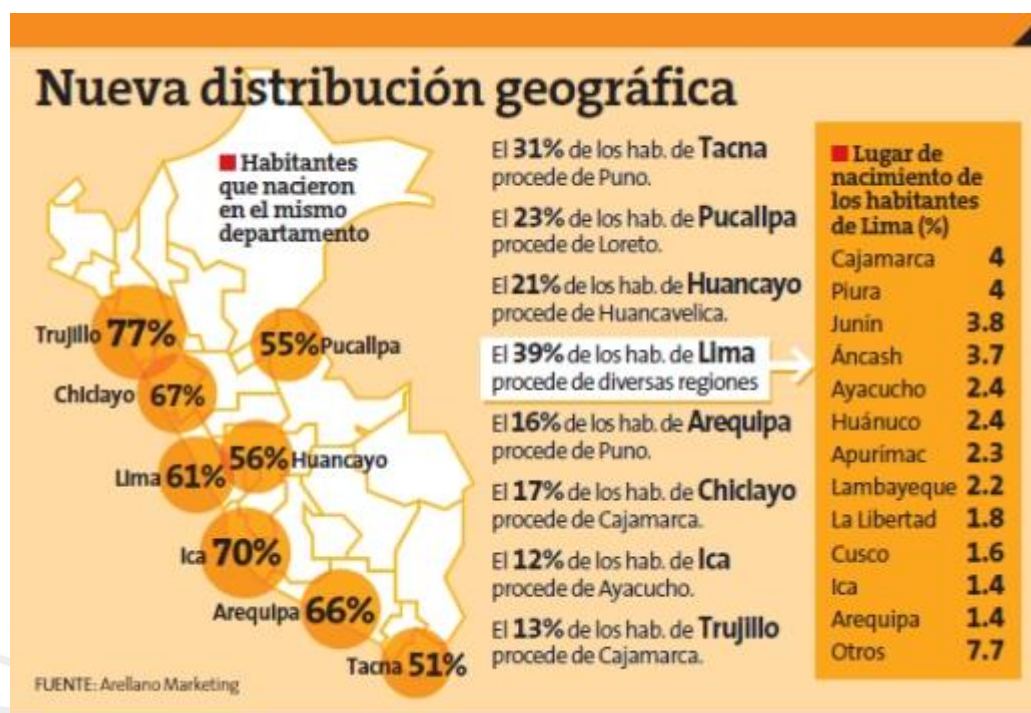 Nueva distribución geográfica
Habitantes
que nacieron
en el mismo
departamento
Trujillo 77%
55% Pucallpa
Chiclayo 67%
Lima 61%
56% Huancayo
Ica 70%
Arequipa 66%
Tacna 51%
FUENTE: Arellano Marketing
El 31% de los hab. de Tacna
procede de Puno.
El 23% de los hab. de Pucallpa
procede de Loreto.
El 21% de los hab. de Huancayo
procede de Huancavelica.
El 39% de los hab. de Lima
procede de diversas regiones
El 16% de los hab. de Arequipa
procede de Puno.
El 17% de los hab. de Chiclayo
procede de Cajamarca.
El 12% de los hab. de Ica
procede de Ayacucho.
El 13% de los hab. de Trujillo
procede de Cajamarca.
Lugar de
nacimiento de
los habitantes
de Lima (%)
Cajamarca 4
Piura 4
Junín 3.8
Áncash 3.7
Ayacucho 2.4
Huánuco 2.4
Apurímac 2.3
Lambayeque 2.2
La Libertad 1.8
Cusco 1.6
Ica 1.4
Arequipa 1.4
Otros 7.7